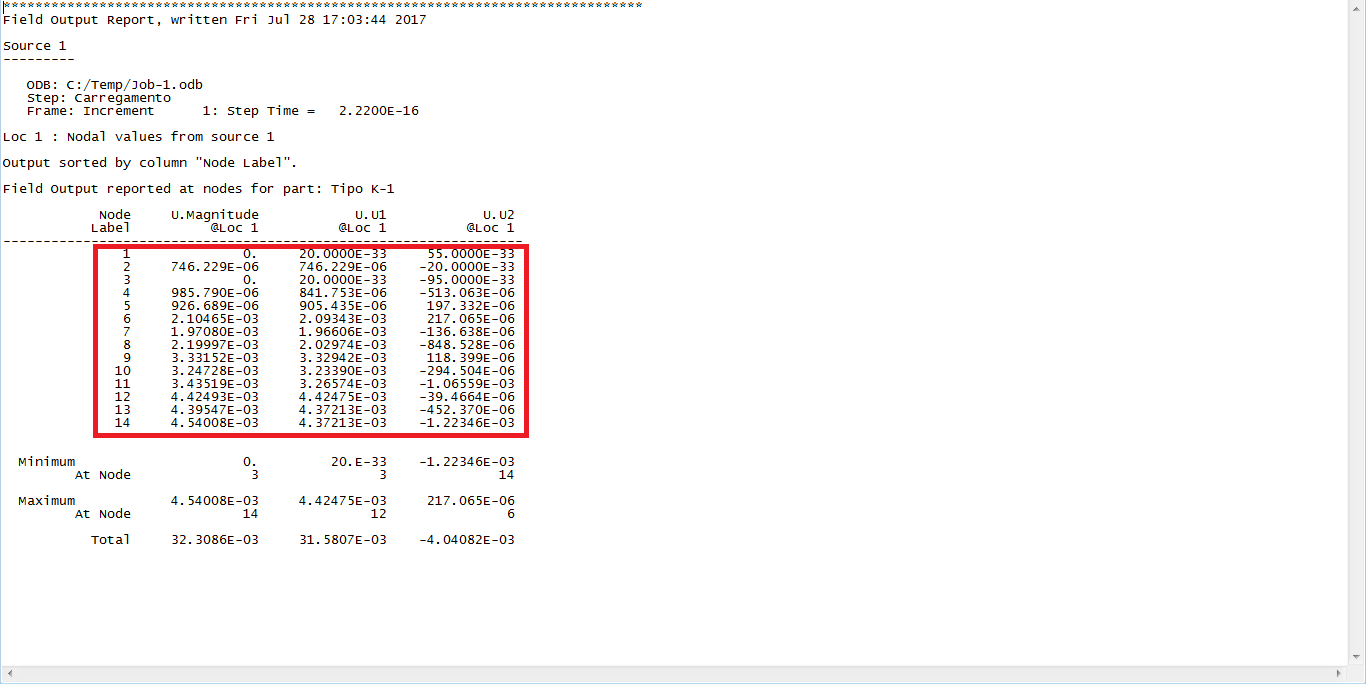 ********************************************************************************
Field Output Report, written Fri Jul 28 17:03:44 2017

Source 1
---------

   ODB: C:/Temp/Job-1.odb
   Step: Carregamento
   Frame: Increment      1: Step Time =   2.2200E-16

Loc 1 : Nodal values from source 1

Output sorted by column "Node Label".

Field Output reported at nodes for part: Tipo K-1

            Node     U.Magnitude            U.U1            U.U2
           Label          @Loc 1          @Loc 1          @Loc 1
-----------------------------------------------------------------
               1              0.     20.0000E-33     55.0000E-33
               2     746.229E-06     746.229E-06    -20.0000E-33
               3              0.     20.0000E-33    -95.0000E-33
               4     985.790E-06     841.753E-06    -513.063E-06
               5     926.689E-06     905.435E-06     197.332E-06
               6     2.10465E-03     2.09343E-03     217.065E-06
               7     1.97080E-03     1.96606E-03    -136.638E-06
               8     2.19997E-03     2.02974E-03    -848.528E-06
               9     3.33152E-03     3.32942E-03     118.399E-06
              10     3.24728E-03     3.23390E-03    -294.504E-06
              11     3.43519E-03     3.26574E-03    -1.06559E-03
              12     4.42493E-03     4.42475E-03    -39.4664E-06
              13     4.39547E-03     4.37213E-03    -452.370E-06
              14     4.54008E-03     4.37213E-03    -1.22346E-03

  Minimum                     0.         20.E-33    -1.22346E-03
         At Node               3               3              14

  Maximum            4.54008E-03     4.42475E-03     217.065E-06
         At Node              14              12               6

           Total     32.3086E-03     31.5807E-03    -4.04082E-03